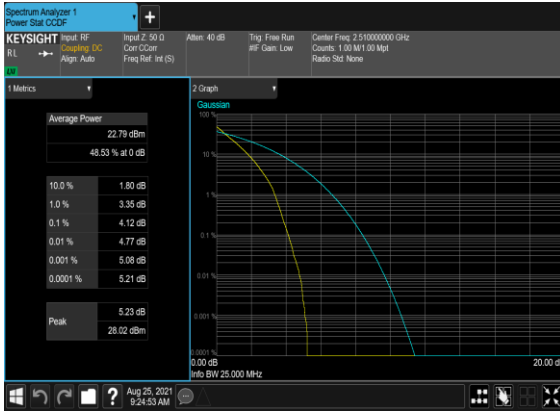 Spectrum Analyzer 1
Power Stat CCDF
+
KEYSIGHT
RL
Input: RF
Coupling: DC
Align: Auto
Input Z: 50 Ω
Corr CCorr
Freq Ref: Int (S)
Atten: 40 dB
Trig: Free Run
#IF Gain: Low
Center Freq: 2.510000000 GHz
Counts: 1.00 M/1.00 Mpt
Radio Std: None
1 Metrics
Average Power
22.79 dBm
48.53 % at 0 dB
10.0 % 1.80 dB
1.0 % 3.35 dB
0.1 % 4.12 dB
0.01 % 4.77 dB
0.001 % 5.08 dB
0.0001 % 5.21 dB
Peak
5.23 dB
28.02 dBm
2 Graph
Gaussian
100 %
10 %
1 %
0.1 %
0.01 %
0.001 %
0.0001 %
0.00 dB
20.00 d
Info BW 25.000 MHz
?
Aug 25, 2021
9:24:53 AM